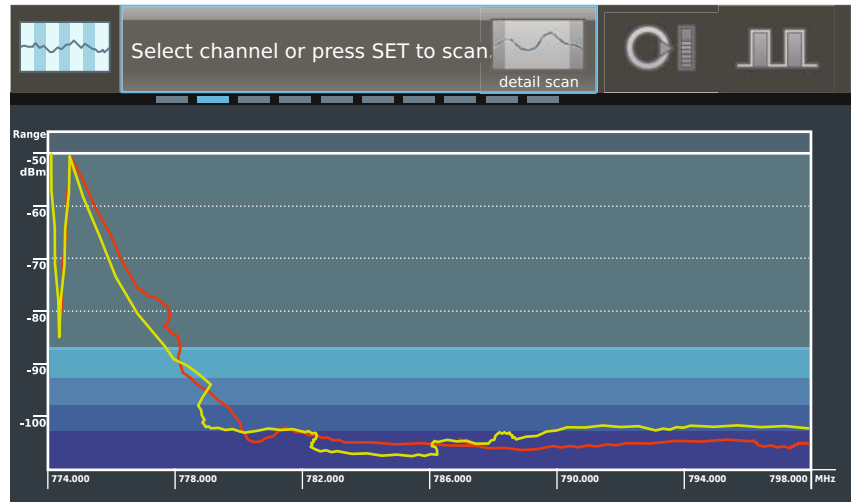 Select channel or press SET to scan.
detail scan
Range
-50
dBm
-60
-70
-80
-90
-100
774.000
778.000
782.000
786.000
790.000
794.000
798.000
MHz